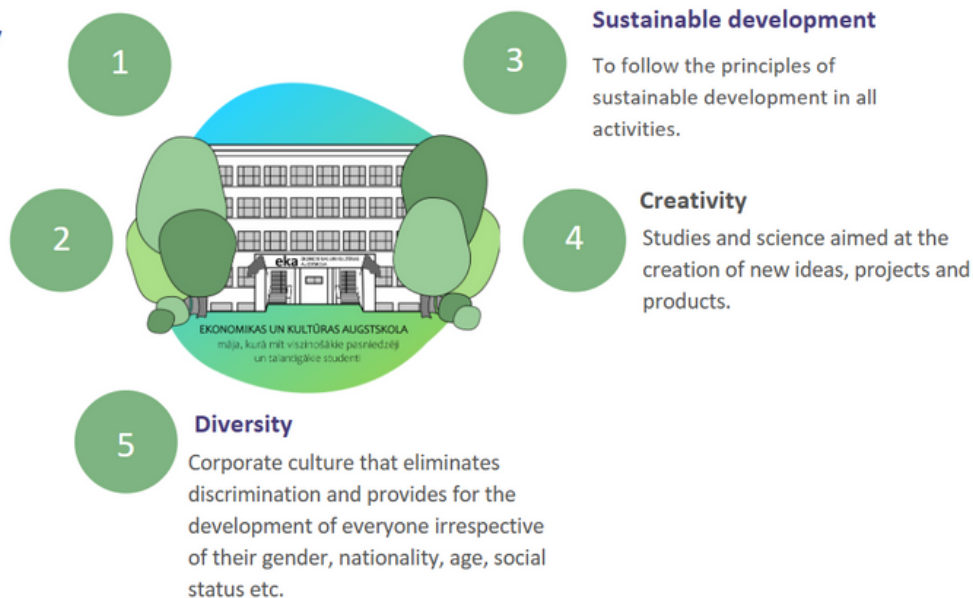 1
2
3
Sustainable development
To follow the principles of
sustainable development in all
activities.
4
Creativity
Studies and science aimed at the
creation of new ideas, projects and
products.
eka
EKONOMIKAS UN KULTŪRAS AUGSTSKOLA
māja, kurā mīt viszinošākie pasniedzēji
un talantīgākie studenti
5
Diversity
Corporate culture that eliminates
discrimination and provides for the
development of everyone irrespective
of their gender, nationality, age, social
status etc.